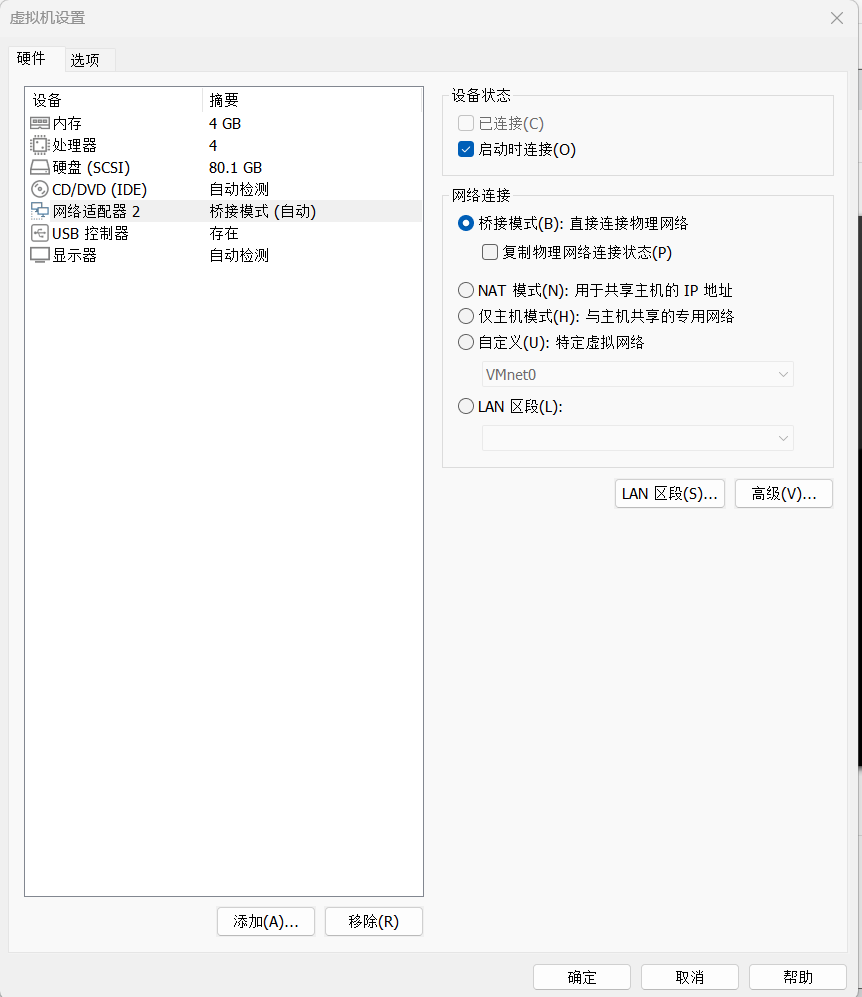 虚拟机设置
硬件 选项
设备 摘要
内存 4 GB
处理器 4
硬盘 (SCSI) 80.1 GB
CD/DVD (IDE) 自动检测
网络适配器 2 桥接模式 (自动)
USB 控制器 存在
显示器 自动检测
添加(A)... 移除(R)
设备状态
已连接(C)
启动时连接(O)
网络连接
桥接模式(B): 直接连接物理网络
复制物理网络连接状态(P)
NAT 模式(N): 用于共享主机的 IP 地址
仅主机模式(H): 与主机共享的专用网络
自定义(U): 特定虚拟网络
VMnet0
LAN 区段(L):
LAN 区段(S)... 高级(V)...
确定 取消 帮助